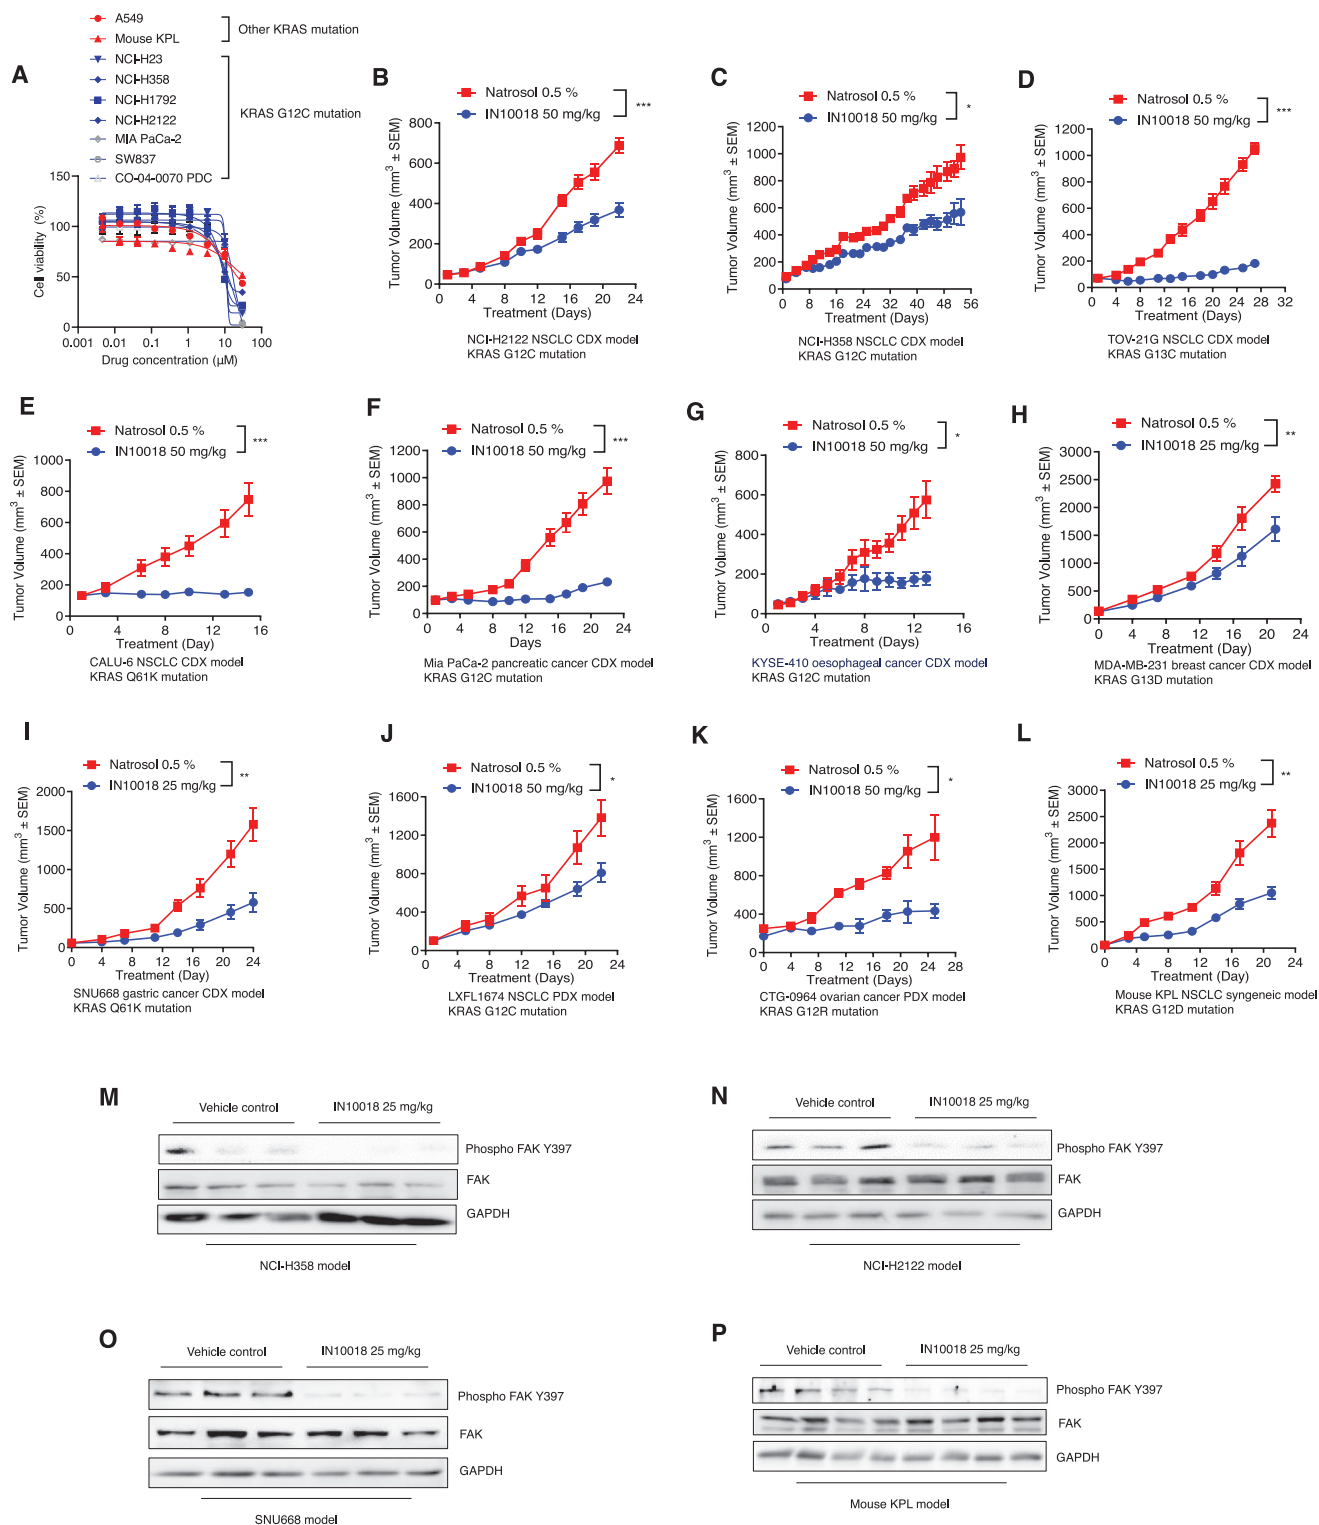 A549
Mouse KPL
Other KRAS mutation
NCI-H23
NCI-H358
NCI-H1792
NCI-H2122
MIA PaCa-2
SW837
CO-04-0070 PDC
KRAS G12C mutation
A
Cell viability (%)
150
100
50
0
0.001 0.01 0.1 1 10 100
Drug concentration (µM)
B
Natrosol 0.5 %
IN10018 50 mg/kg
***
Tumor Volume (mm³ ± SEM)
800
600
400
200
0
0 4 8 12 16 20 24
Treatment (Days)
NCI-H2122 NSCLC CDX model
KRAS G12C mutation
C
Natrosol 0.5 %
IN10018 50 mg/kg
*
Tumor Volume (mm³ ± SEM)
1200
1000
800
600
400
200
0
0 8 16 24 32 40 48 56
Treatment (Days)
NCI-H358 NSCLC CDX model
KRAS G12C mutation
D
Natrosol 0.5 %
IN10018 50 mg/kg
***
Tumor Volume (mm³ ± SEM)
1200
1000
800
600
400
200
0
0 4 8 12 16 20 24 28 32
Treatment (Days)
TOV-21G NSCLC CDX model
KRAS G13C mutation
E
Natrosol 0.5 %
IN10018 50 mg/kg
***
Tumor Volume (mm³ ± SEM)
1000
800
600
400
200
0
0 4 8 12 16
Treatment (Day)
CALU-6 NSCLC CDX model
KRAS Q61K mutation
F
Natrosol 0.5 %
IN10018 50 mg/kg
***
Tumor Volume (mm³ ± SEM)
1200
1000
800
600
400
200
0
0 4 8 12 16 20 24
Days
Mia PaCa-2 pancreatic cancer CDX model
KRAS G12C mutation
G
Natrosol 0.5 %
IN10018 50 mg/kg
*
Tumor Volume (mm³ ± SEM)
800
600
400
200
0
0 4 8 12 16
Treatment (Day)
KYSE-410 oesophageal cancer CDX model
KRAS G12C mutation
H
Natrosol 0.5 %
IN10018 25 mg/kg
**
Tumor Volume (mm³ ± SEM)
3000
2500
2000
1500
1000
500
0
0 4 8 12 16 20 24
Treatment (Day)
MDA-MB-231 breast cancer CDX model
KRAS G13D mutation
I
Natrosol 0.5 %
IN10018 25 mg/kg
**
Tumor Volume (mm³ ± SEM)
2000
1500
1000
500
0
0 4 8 12 16 20 24
Treatment (Day)
SNU668 gastric cancer CDX model
KRAS Q61K mutation
J
Natrosol 0.5 %
IN10018 50 mg/kg
*
Tumor Volume (mm³ ± SEM)
1600
1200
800
400
0
0 4 8 12 16 20 24
Treatment (Day)
LXFL1674 NSCLC PDX model
KRAS G12C mutation
K
Natrosol 0.5 %
IN10018 50 mg/kg
*
Tumor Volume (mm³ ± SEM)
1600
1200
800
400
0
0 4 8 12 16 20 24 28
Treatment (Day)
CTG-0964 ovarian cancer PDX model
KRAS G12R mutation
L
Natrosol 0.5 %
IN10018 25 mg/kg
**
Tumor Volume (mm³ ± SEM)
3000
2500
2000
1500
1000
500
0
0 4 8 12 16 20 24
Treatment (Day)
Mouse KPL NSCLC syngeneic model
KRAS G12D mutation
M
Vehicle control
IN10018 25 mg/kg
Phospho FAK Y397
FAK
GAPDH
NCI-H358 model
N
Vehicle control
IN10018 25 mg/kg
Phospho FAK Y397
FAK
GAPDH
NCI-H2122 model
O
Vehicle control
IN10018 25 mg/kg
Phospho FAK Y397
FAK
GAPDH
SNU668 model
P
Vehicle control
IN10018 25 mg/kg
Phospho FAK Y397
FAK
GAPDH
Mouse KPL model